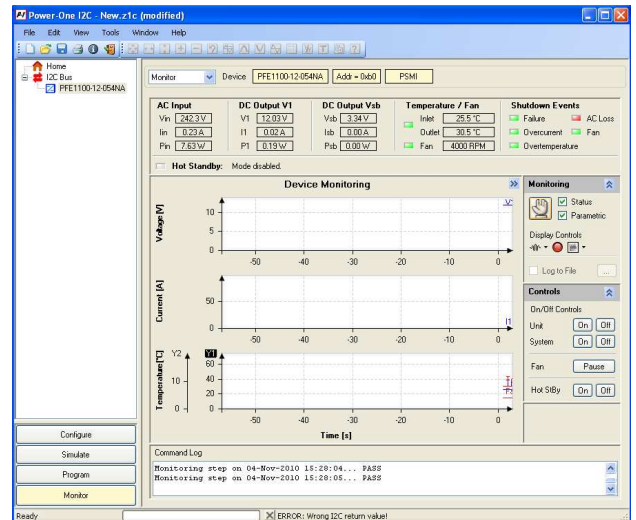 Power-One I2C - New.z1c (modified)
File Edit View Tools Window Help
Home
I2C Bus
PFE1100-12-054NA
Monitor Device PFE1100-12-054NA Addr = 0xb0 PSMI
AC Input DC Output V1 DC Output Vsb Temperature / Fan Shutdown Events
Vin 242.3 V V1 12.03 V Vsb 3.34 V Inlet 25.5 °C Failure AC Loss
Iin 0.23 A I1 0.02 A Isb 0.00 A Outlet 30.5 °C Overcurrent Fan
Pin 7.63 W P1 0.19 W Psb 0.00 W Fan 4000 RPM Overtemperature
Hot Standby: Mode disabled.
Device Monitoring
Voltage [V]
10
5
0
-50 -40 -30 -20 -10 0
Current [A]
50
0
I1
-50 -40 -30 -20 -10 0
Temperature [°C]
Y2 Y1
10
0
60
40
20
0
-50 -40 -30 -20 -10 0
Time [s]
Monitoring
Status
Parametric
Display Controls
Log to File ...
Controls
On/Off Controls
Unit On Off
System On Off
Fan Pause
Hot StBy On Off
Configure
Simulate
Program
Monitor
Command Log
Monitoring step on 04-Nov-2010 15:28:04... PASS
Monitoring step on 04-Nov-2010 15:28:05... PASS
Ready ERROR: Wrong I2C return value!